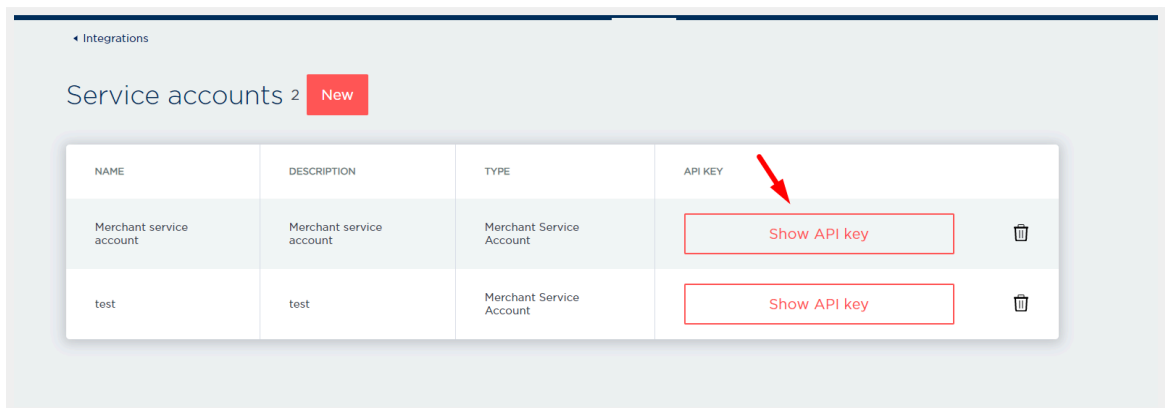 Integrations
Service accounts 2 New
NAME DESCRIPTION TYPE API KEY
Merchant service account Merchant service account Merchant Service Account Show API key
test test Merchant Service Account Show API key